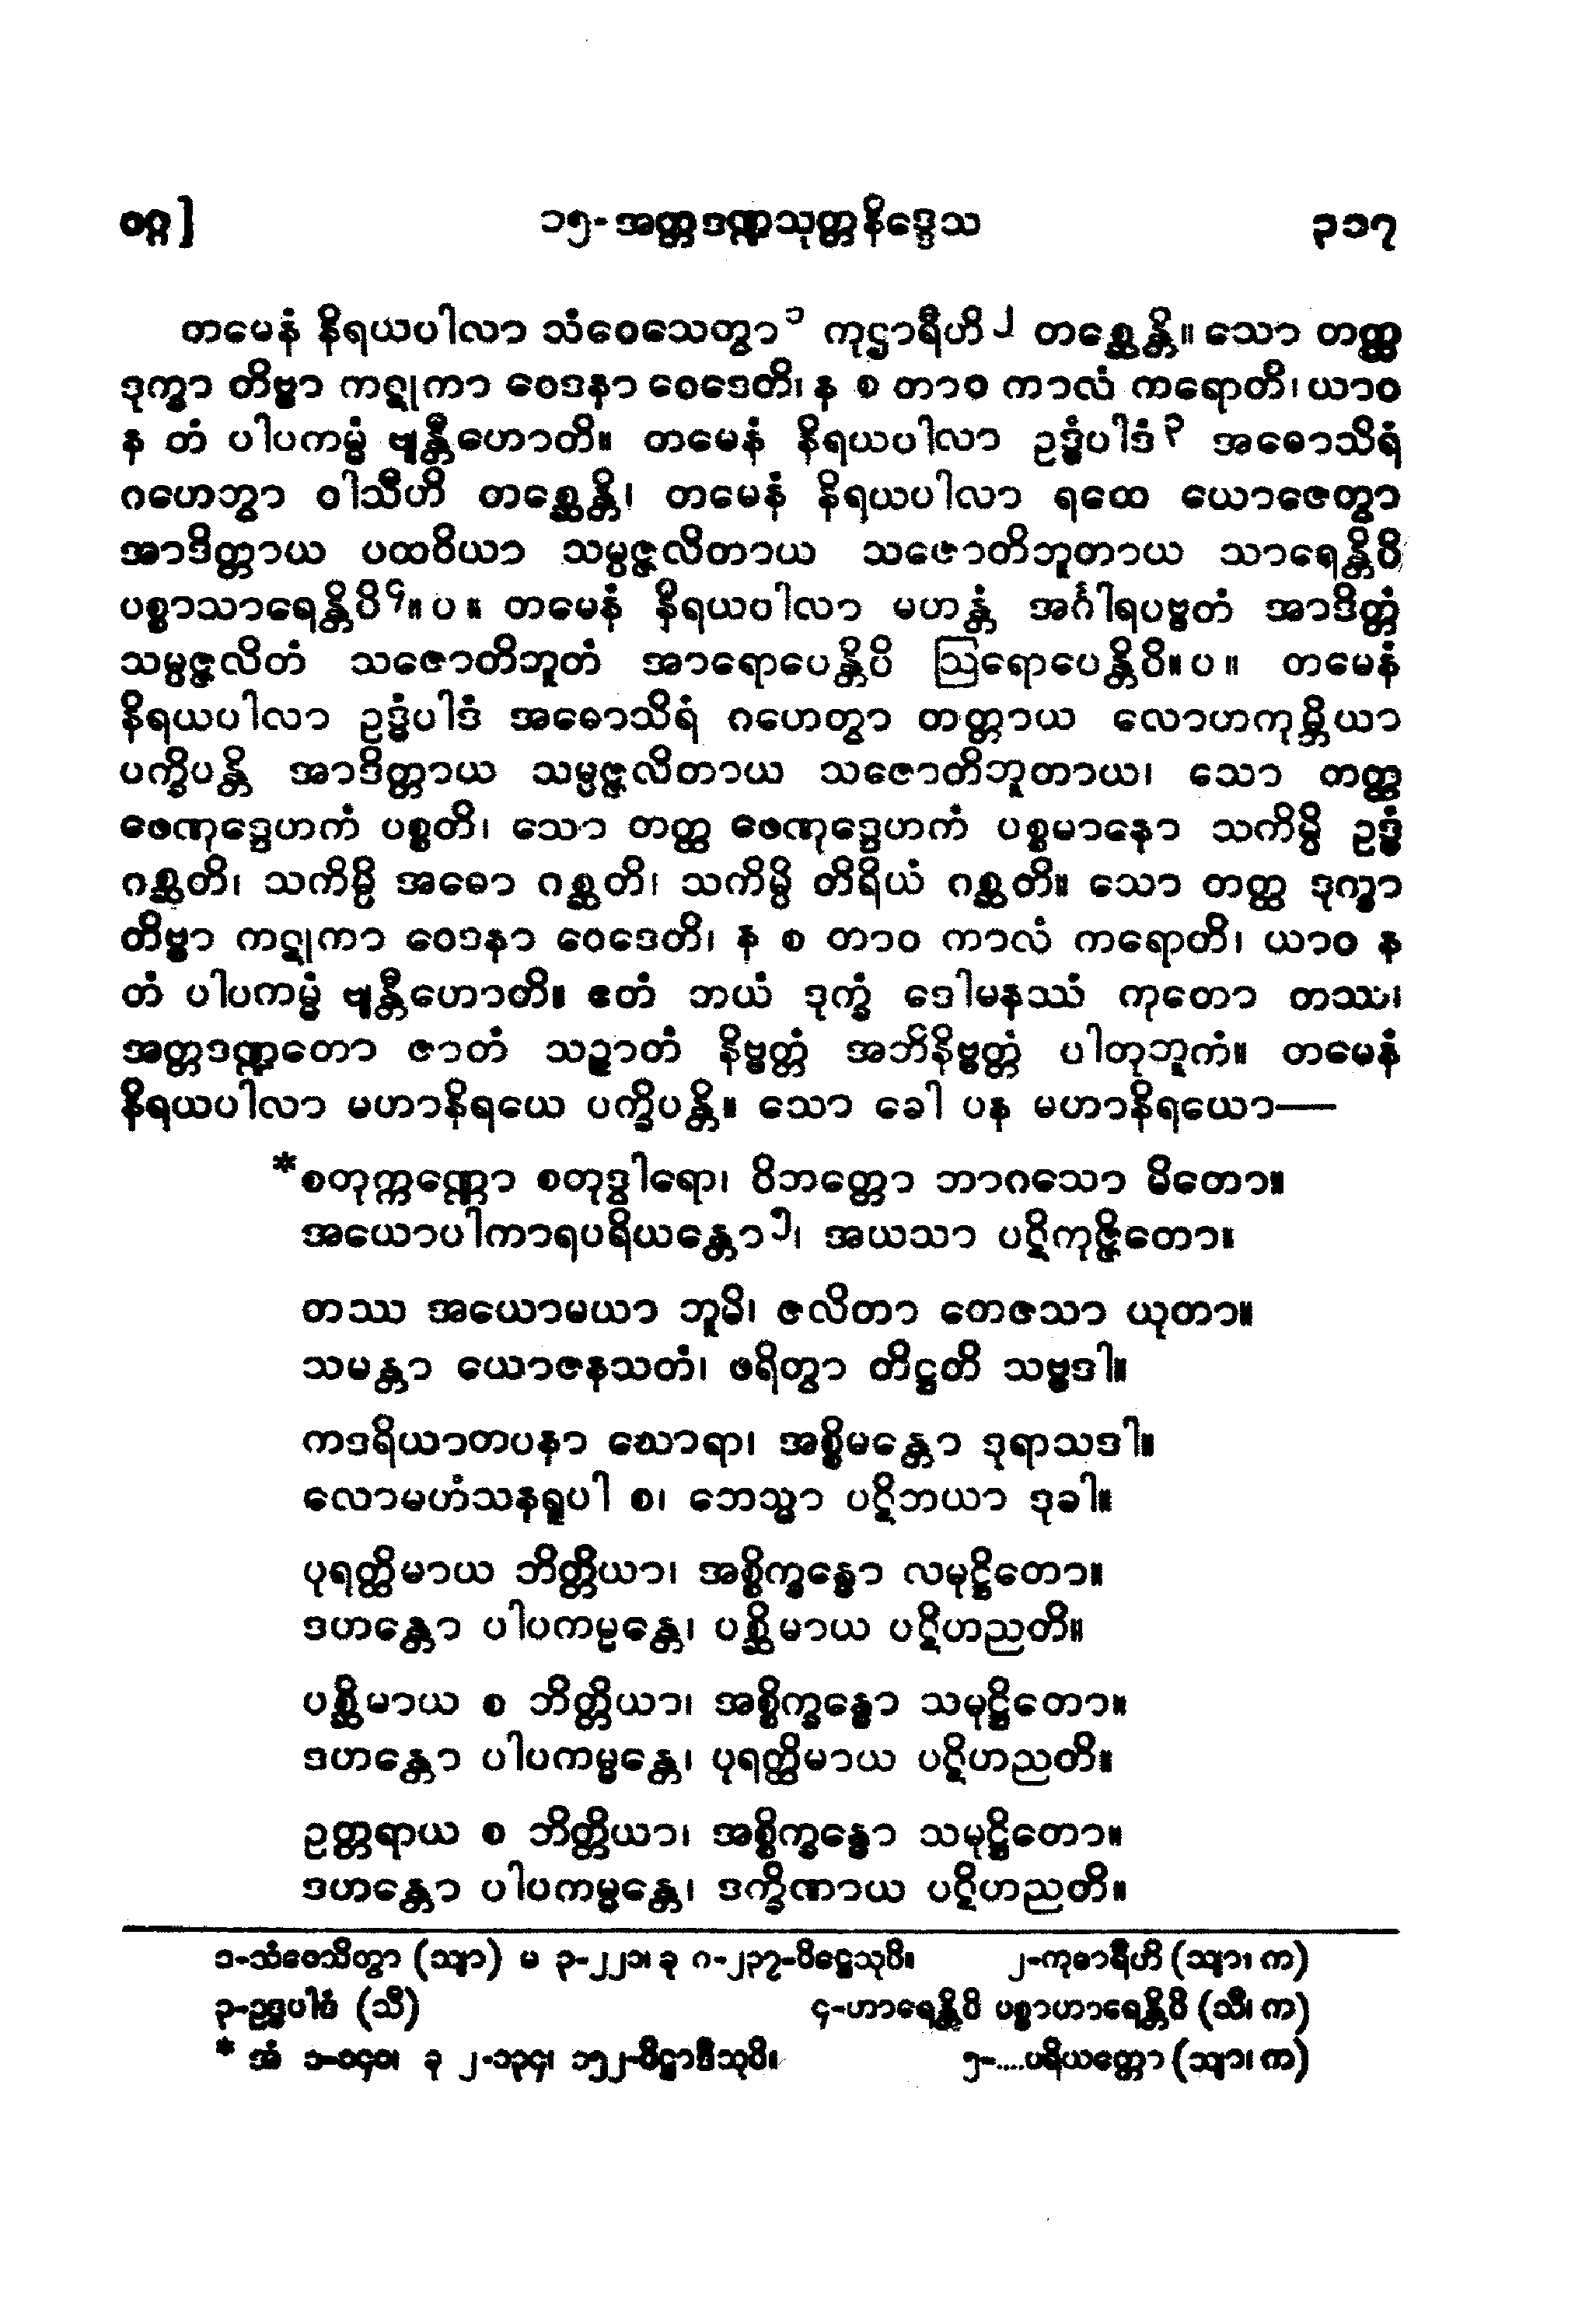 ဝဂ္ဂ]
၁၅-အတ္တဒဏ္ဍသုတ္တနိဒ္ဒေသ
၃၁၇
တမေနံ နိရယပါလာ သံဝေသေတွာ၁ ကုဌာရီဟိ၂ တစ္ဆေန္တိ။ သော တတ္ထ
ဒုက္ခာ တိဗ္ဗာ ကဋုကာ ဝေဒနာ ဝေဒေတိ၊ န စ တာဝ ကာလံ ကရောတိ၊ ယာဝ
န တံ ပါပကမ္မံ ဗျန္တီဟောတိ။ တမေနံ နိရယပါလာ ဥဒ္ဓံပါဒံ၃ အဓောသိရံ
ဂဟေတွာ ဝါသီဟိ တစ္ဆေန္တိ၊ တမေနံ နိရယပါလာ ရထေ ယောဇေတွာ
အာဒိတ္တာယ ပထဝိယာ သမ္ပဇ္ဇလိတာယ သဇောတိဘူတာယ သာရေန္တိပိ
ပစ္စာသာရေန္တိပိ၄။ပ။ တမေနံ နိရယပါလာ မဟန္တံ အင်္ဂါရပဗ္ဗတံ အာဒိတ္တံ
သမ္ပဇ္ဇလိတံ သဇောတိဘူတံ အာရောပေန္တိပိ ဩရောပေန္တိပိ။ပ။ တမေနံ
နိရယပါလာ ဥဒ္ဓံပါဒံ အဓောသိရံ ဂဟေတွာ တတ္တာယ လောဟကုမ္ဘိယာ
ပက္ခိပန္တိ အာဒိတ္တာယ သမ္ပဇ္ဇလိတာယ သဇောတိဘူတာယ၊ သော တတ္ထ
ဖေဏုဒ္ဒေဟကံ ပစ္စတိ၊ သော တတ္ထ ဖေဏုဒ္ဒေဟကံ ပစ္စမာနော သကိမ္ပိ ဥဒ္ဓံ
ဂစ္ဆတိ၊ သကိမ္ပိ အဓော ဂစ္ဆတိ၊ သကိမ္ပိ တိရိယံ ဂစ္ဆတိ။ သော တတ္ထ ဒုက္ခာ
တိဗ္ဗာ ကဋုကာ ဝေဒနာ ဝေဒေတိ၊ န စ တာဝ ကာလံ ကရောတိ၊ ယာဝ န
တံ ပါပကမ္မံ ဗျန္တီဟောတိ။ ဧတံ ဘယံ ဒုက္ခံ ဒေါမနဿံ ကုတော တဿ၊
အတ္တဒဏ္ဍတော ဇာတံ သဉ္ဇာတံ နိဗ္ဗတ္တံ အဘိနိဗ္ဗတ္တံ ပါတုဘူကံ။ တမေနံ
နိရယပါလာ မဟာနိရယေ ပက္ခိပန္တိ။ သော ခေါ ပန မဟာနိရယော—
*စတုက္ကဏ္ဏော စတုဒွါရော၊ ဝိဘတ္တော ဘာဂသော မိတော။
အယောပါကာရပရိယန္တော၅၊ အယသာ ပဋိကုဇ္ဇိတော။
တဿ အယောမယာ ဘူမိ၊ ဇလိတာ တေဇသာ ယုတာ။
သမန္တာ ယောဇနသတံ၊ ဖရိတွာ တိဋ္ဌတိ သဗ္ဗဒါ။
ကဒရိယာတပနာ ဃောရာ၊ အစ္စိမန္တော ဒုရာသဒါ။
လောမဟံသနရူပါ စ၊ ဘေသ္မာ ပဋိဘယာ ဒုခါ။
ပုရတ္ထိမာယ ဘိတ္တိယာ၊ အစ္စိက္ခန္ဓော လမုဋ္ဌိတော။
ဒဟန္တော ပါပကမ္မန္တေ၊ ပစ္ဆိမာယ ပဋိဟညတိ။
ပစ္ဆိမာယ စ ဘိတ္တိယာ၊ အစ္စိက္ခန္ဓော သမုဋ္ဌိတော။
ဒဟန္တော ပါပကမ္မန္တေ၊ ပုရတ္ထိမာယ ပဋိဟညတိ။
ဥတ္တရာယ စ ဘိတ္တိယာ၊ အစ္စိက္ခန္ဓော သမုဋ္ဌိတော။
ဒဟန္တော ပါပကမ္မန္တေ၊ ဒက္ခိဏာယ ပဋိဟညတိ။
၁-သံဝေသိတွာ (သျာ) မ ၃-၂၂၁၊ ခု ဂ-၂၃၇-ပိဋ္ဌေသုပိ။ ၂-ကုဓာရီဟိ (သျာ၊ က)
၃-ဥဒ္ဓပါဒံ (သီ) ၄-ဟာရေန္တိပိ ပစ္စာဟာရေန္တိပိ (သီ၊ က)
* အံ ၁-၁၄၀၊ ခု ၂-၁၃၄၊ ၁၅၂-ပိဋ္ဌာဒီသုပိ။ ၅-....ပရိယတ္တော (သျာ၊ က)